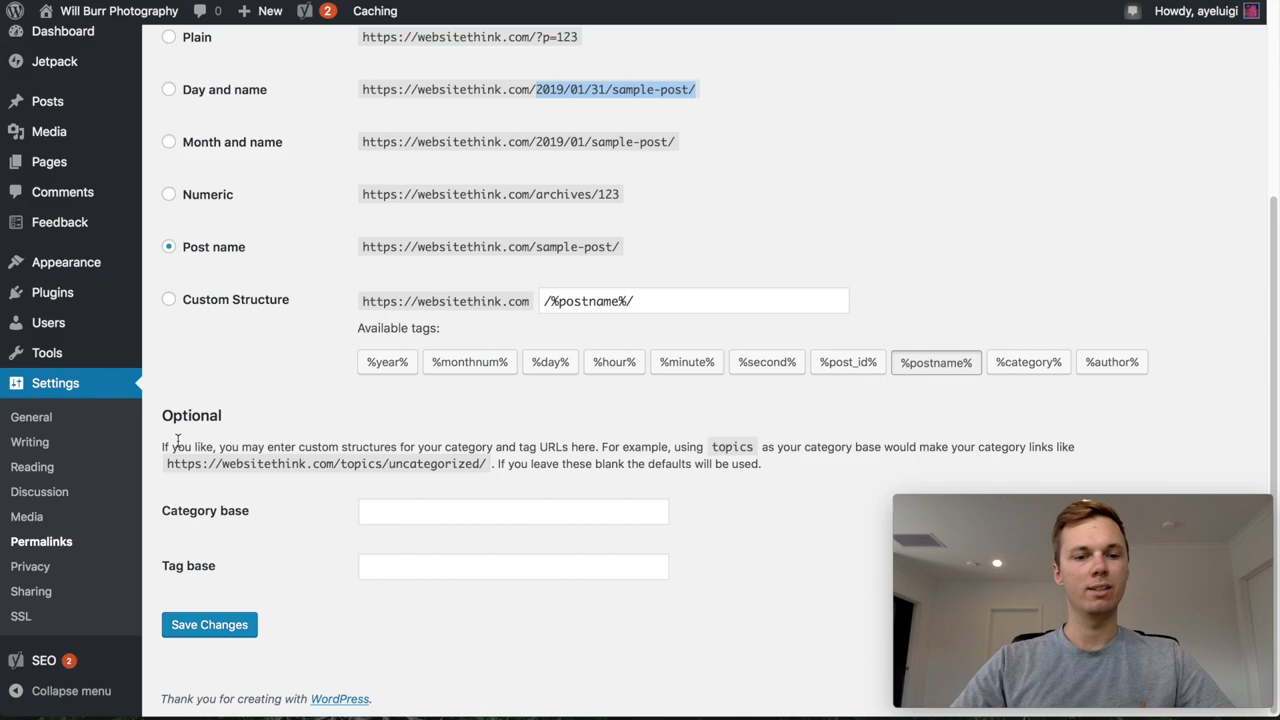 Will Burr Photography 0 New 2 Caching Howdy, ayeluigi
Dashboard
Jetpack
Posts
Media
Pages
Comments
Feedback
Appearance
Plugins
Users
Tools
Settings
General
Writing
Reading
Discussion
Media
Permalinks
Privacy
Sharing
SSL
SEO 2
Collapse menu
Plain https://websitethink.com/?p=123
Day and name https://websitethink.com/2019/01/31/sample-post/
Month and name https://websitethink.com/2019/01/sample-post/
Numeric https://websitethink.com/archives/123
Post name https://websitethink.com/sample-post/
Custom Structure https://websitethink.com /%postname%/
Available tags:
%year% %monthnum% %day% %hour% %minute% %second% %post_id% %postname% %category% %author%
Optional
If you like, you may enter custom structures for your category and tag URLs here. For example, using topics as your category base would make your category links like
https://websitethink.com/topics/uncategorized/ . If you leave these blank the defaults will be used.
Category base
Tag base
Save Changes
Thank you for creating with WordPress.